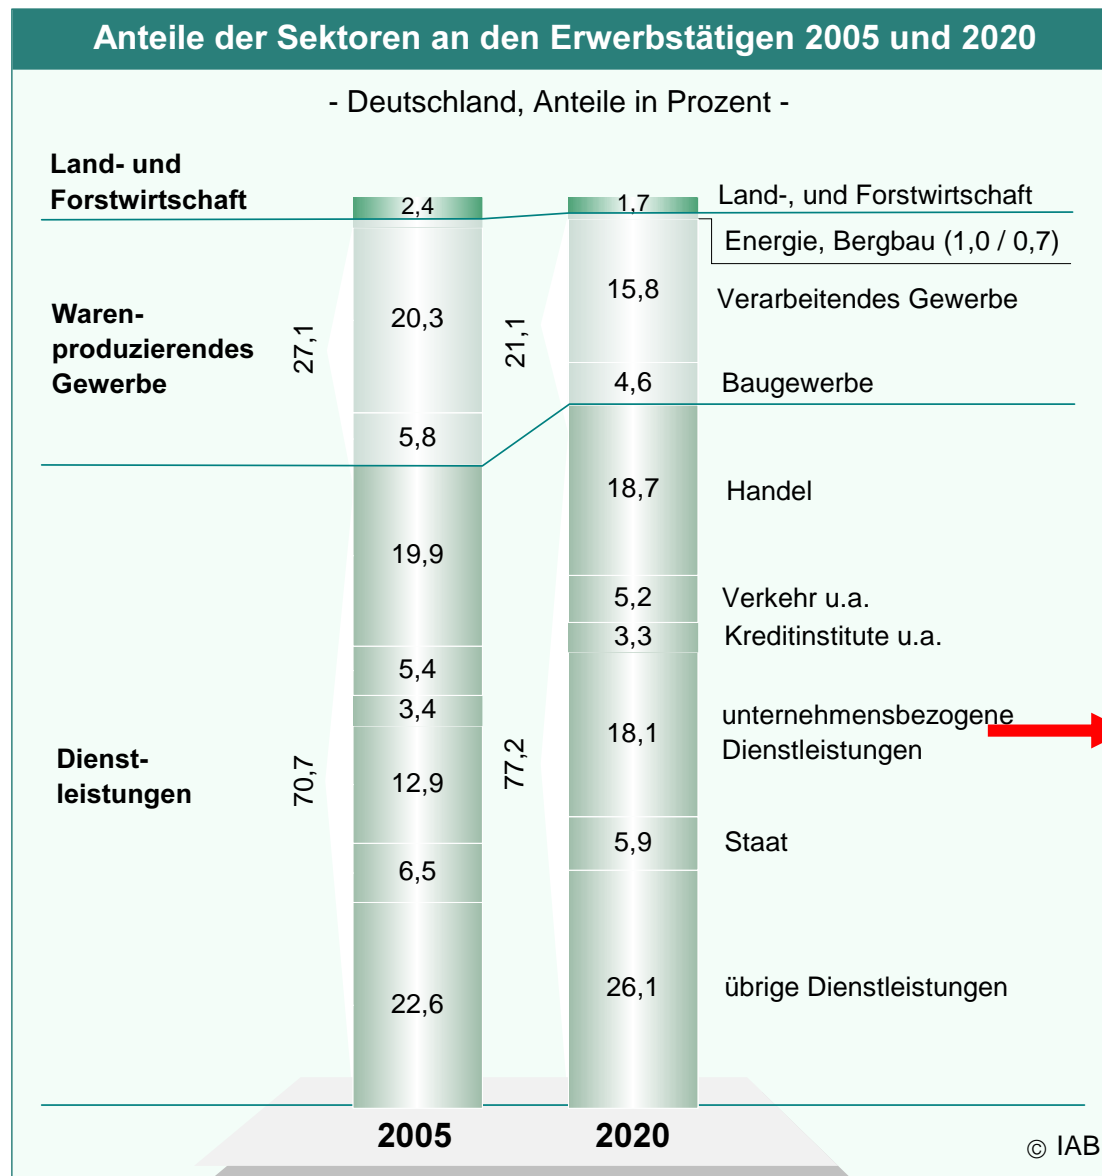 Anteile der Sektoren an den Erwerbstätigen 2005 und 2020
- Deutschland, Anteile in Prozent -
Land- und
Forstwirtschaft
2,4
1,7
Land-, und Forstwirtschaft
Energie, Bergbau (1,0 / 0,7)
Waren-
produzierendes
Gewerbe
27,1
20,3
21,1
15,8
Verarbeitendes Gewerbe
5,8
4,6
Baugewerbe
Dienst-
leistungen
70,7
77,2
19,9
18,7
Handel
5,4
5,2
Verkehr u.a.
3,4
3,3
Kreditinstitute u.a.
12,9
18,1
unternehmensbezogene
Dienstleistungen
6,5
5,9
Staat
22,6
26,1
übrige Dienstleistungen
2005
2020
© IAB